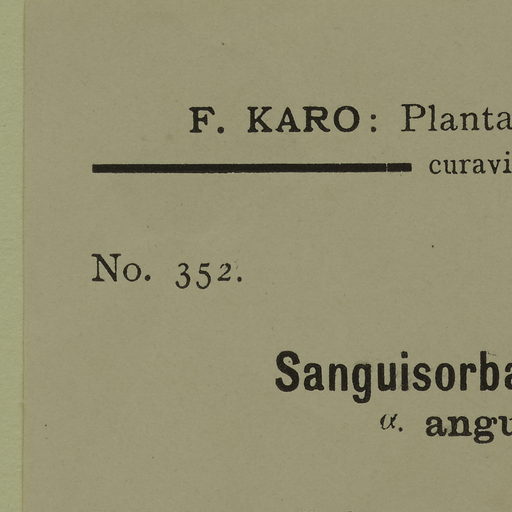 F. KARO: Planta
curavi
No. 352.
Sanguisorba
α. angu